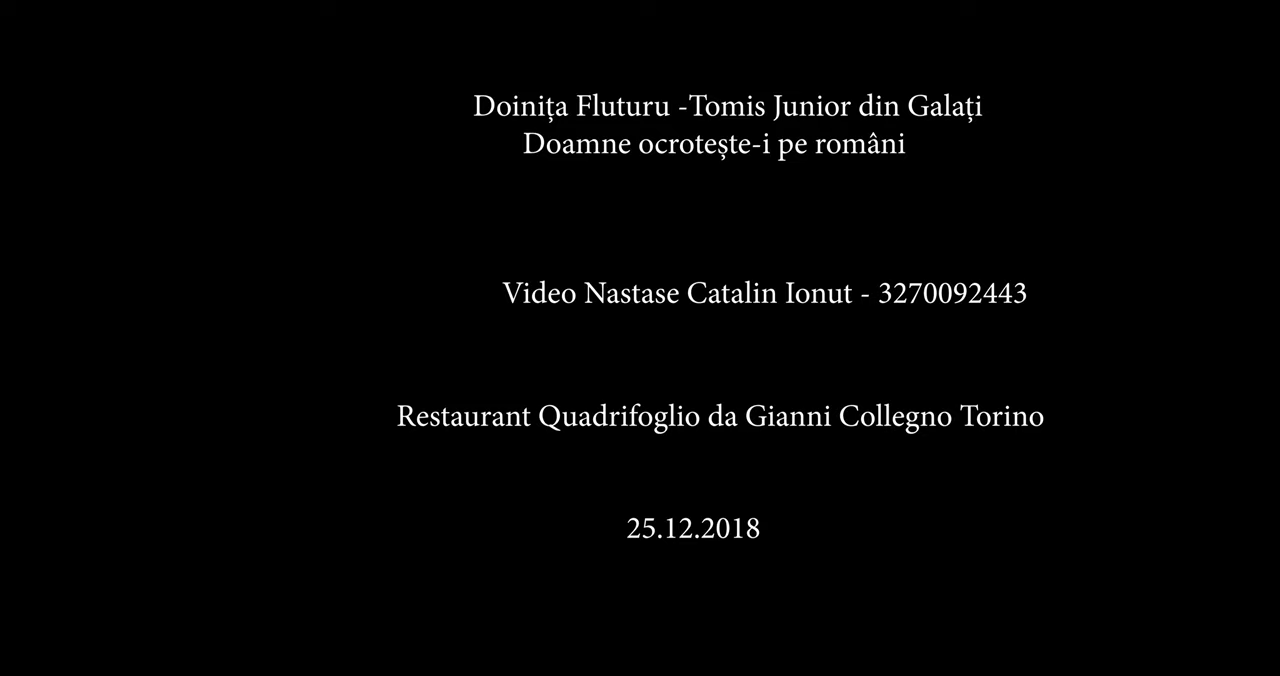 Doinița Fluturu -Tomis Junior din Galați
Doamne ocrotește-i pe români
Video Nastase Catalin Ionut - 3270092443
Restaurant Quadrifoglio da Gianni Collegno Torino
25.12.2018